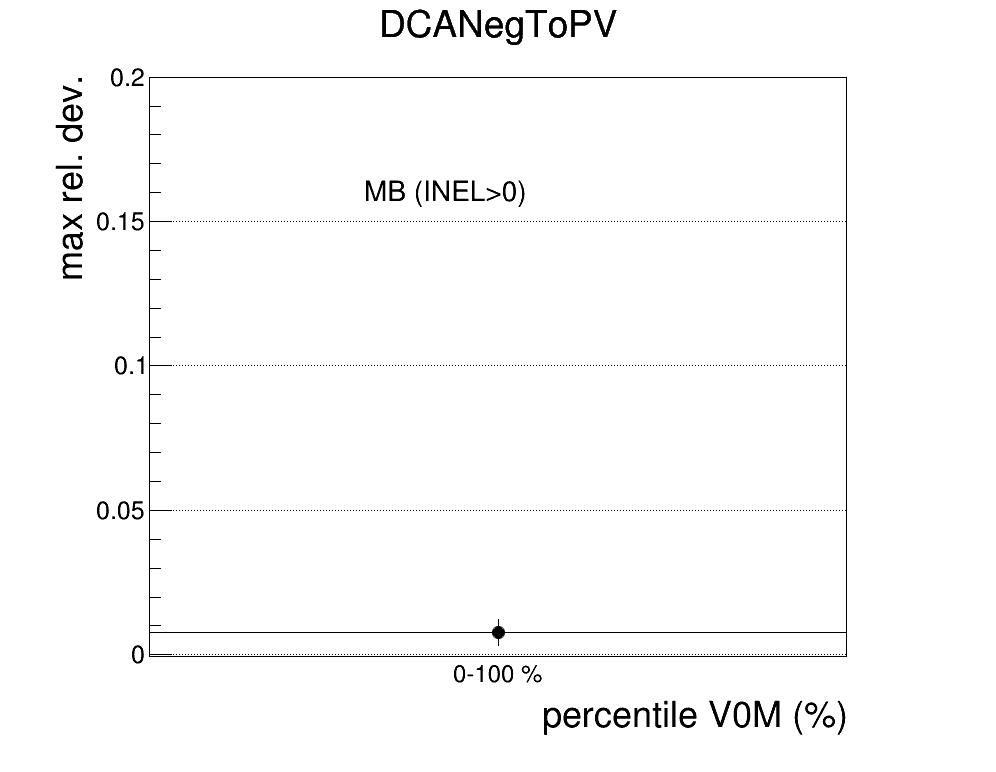 DCANegToPV
max rel. dev.
0.2
MB (INEL>0)
0.15
0.1
0.05
0
0-100 %
percentile V0M (%)